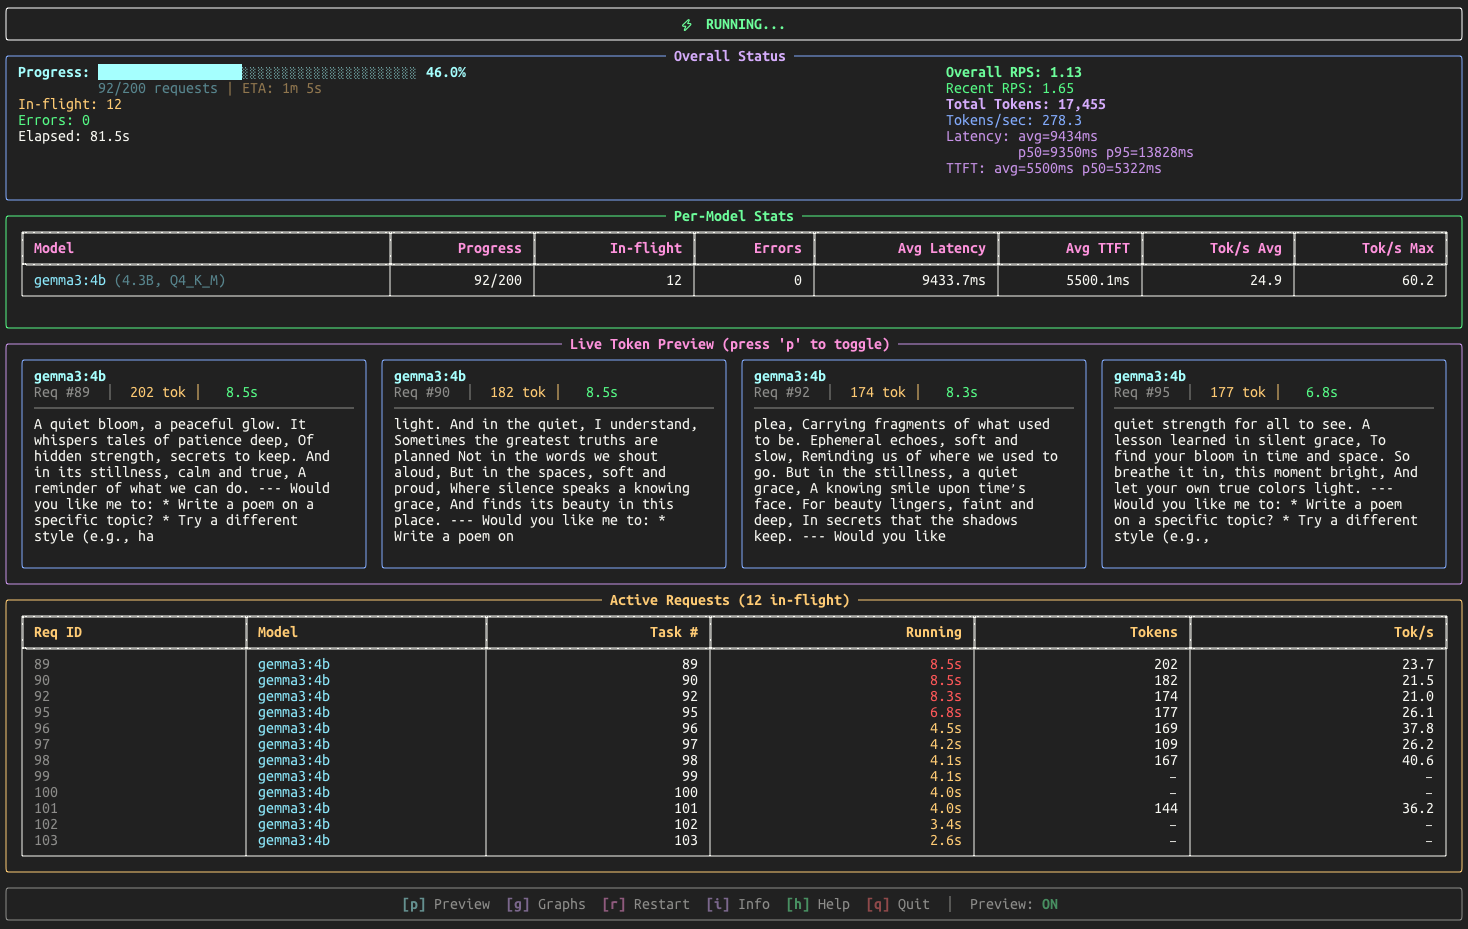 ⚡ RUNNING...
Overall Status
Progress: 46.0%
92/200 requests | ETA: 1m 5s
In-flight: 12
Errors: 0
Elapsed: 81.5s
Overall RPS: 1.13
Recent RPS: 1.65
Total Tokens: 17,455
Tokens/sec: 278.3
Latency: avg=9434ms
p50=9350ms p95=13828ms
TTFT: avg=5500ms p50=5322ms
Per-Model Stats
Model Progress In-flight Errors Avg Latency Avg TTFT Tok/s Avg Tok/s Max
gemma3:4b (4.3B, Q4_K_M) 92/200 12 0 9433.7ms 5500.1ms 24.9 60.2
Live Token Preview (press 'p' to toggle)
gemma3:4b
Req #89 | 202 tok | 8.5s
A quiet bloom, a peaceful glow. It
whispers tales of patience deep, Of
hidden strength, secrets to keep. And
in its stillness, calm and true, A
reminder of what we can do. --- Would
you like me to: * Write a poem on a
specific topic? * Try a different
style (e.g., ha
gemma3:4b
Req #90 | 182 tok | 8.5s
light. And in the quiet, I understand,
Sometimes the greatest truths are
planned Not in the words we shout
aloud, But in the spaces, soft and
proud, Where silence speaks a knowing
grace, And finds its beauty in this
place. --- Would you like me to: *
Write a poem on
gemma3:4b
Req #92 | 174 tok | 8.3s
plea, Carrying fragments of what used
to be. Ephemeral echoes, soft and
slow, Reminding us of where we used to
go. But in the stillness, a quiet
grace, A knowing smile upon time's
face. For beauty lingers, faint and
deep, In secrets that the shadows
keep. --- Would you like
gemma3:4b
Req #95 | 177 tok | 6.8s
quiet strength for all to see. A
lesson learned in silent grace, To
find your bloom in time and space. So
breathe it in, this moment bright, And
let your own true colors light. ---
Would you like me to: * Write a poem
on a specific topic? * Try a different
style (e.g.,
Active Requests (12 in-flight)
Req ID Model Task # Running Tokens Tok/s
89 gemma3:4b 89 8.5s 202 23.7
90 gemma3:4b 90 8.5s 182 21.5
92 gemma3:4b 92 8.3s 174 21.0
95 gemma3:4b 95 6.8s 177 26.1
96 gemma3:4b 96 4.5s 169 37.8
97 gemma3:4b 97 4.2s 109 26.2
98 gemma3:4b 98 4.1s 167 40.6
99 gemma3:4b 99 4.1s – –
100 gemma3:4b 100 4.0s – –
101 gemma3:4b 101 4.0s 144 36.2
102 gemma3:4b 102 3.4s – –
103 gemma3:4b 103 2.6s – –
[p] Preview [g] Graphs [r] Restart [i] Info [h] Help [q] Quit | Preview: ON